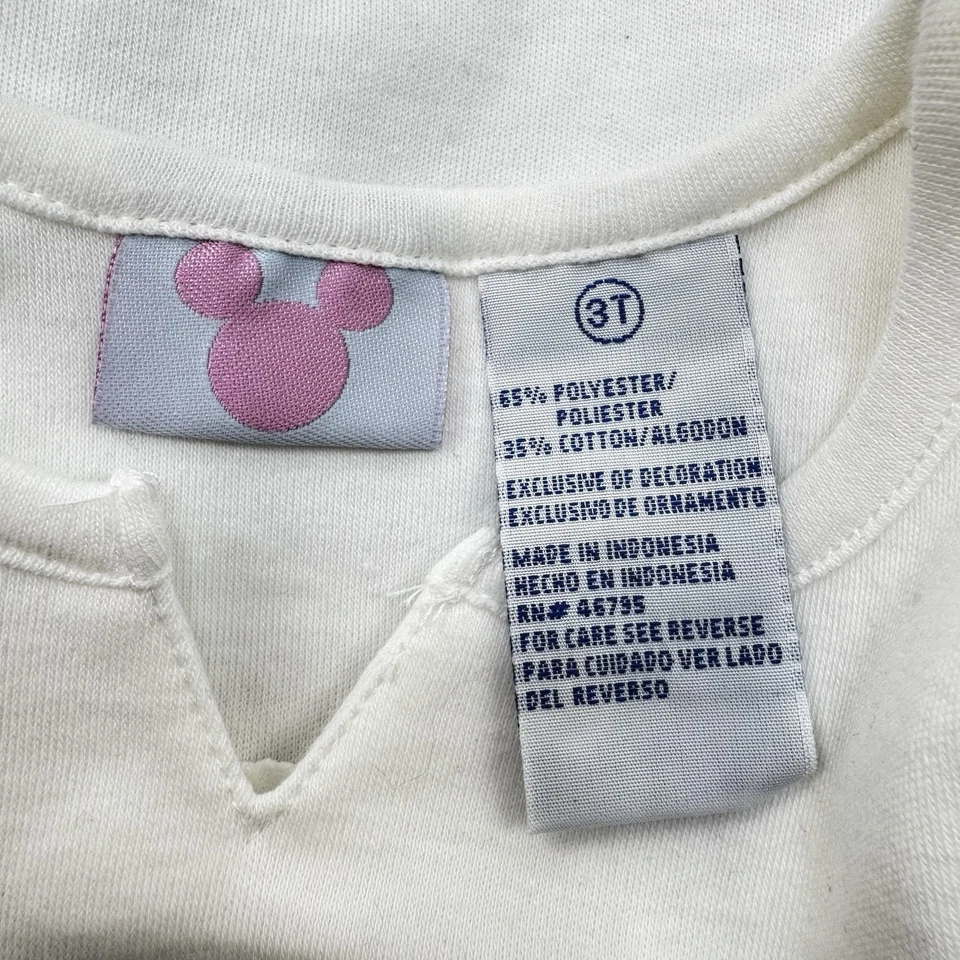 3T
65% POLYESTER/
POLIESTER
35% COTTON/ALGODON
EXCLUSIVE OF DECORATION
EXCLUSIVO DE ORNAMENTO
MADE IN INDONESIA
HECHO EN INDONESIA
RN# 46795
FOR CARE SEE REVERSE
PARA CUIDADO VER LADO
DEL REVERSO